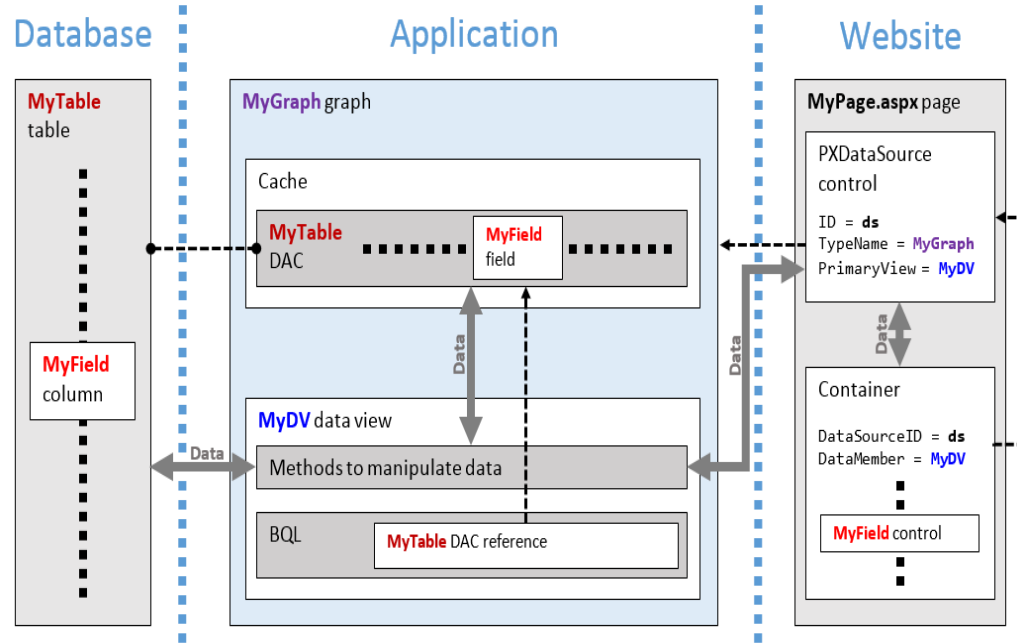 Database
Application
Website
MyTable
table
MyField
column
Data
MyGraph graph
Cache
MyTable
DAC
MyField
field
Data
MyDV data view
Methods to manipulate data
BQL
MyTable DAC reference
Data
MyPage.aspx page
PXDataSource
control
ID = ds
TypeName = MyGraph
PrimaryView = MyDV
Data
Container
DataSourceID = ds
DataMember = MyDV
MyField control